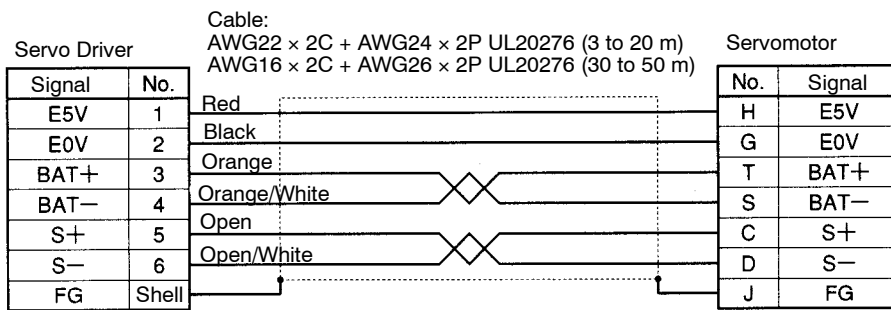 Cable:
AWG22 × 2C + AWG24 × 2P UL20276 (3 to 20 m)
AWG16 × 2C + AWG26 × 2P UL20276 (30 to 50 m)
Servo Driver
Signal No.
E5V 1
E0V 2
BAT+ 3
BAT− 4
S+ 5
S− 6
FG Shell
Red
Black
Orange
Orange/White
Open
Open/White
Servomotor
No. Signal
H E5V
G E0V
T BAT+
S BAT−
C S+
D S−
J FG